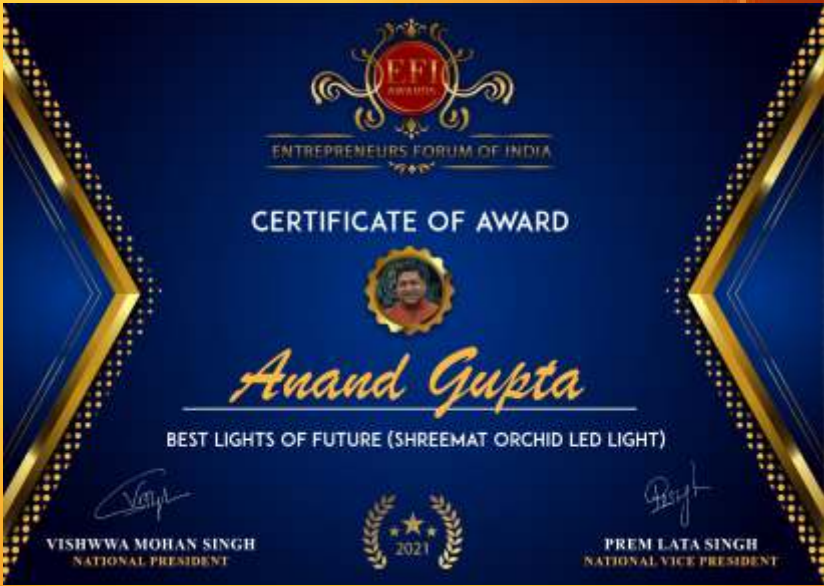 EFI
AWARDS
ENTREPRENEURS FORUM OF INDIA
CERTIFICATE OF AWARD
Anand Gupta
BEST LIGHTS OF FUTURE (SHREEMAT ORCHID LED LIGHT)
VISHWWA MOHAN SINGH
NATIONAL PRESIDENT
2021
PREM LATA SINGH
NATIONAL VICE PRESIDENT